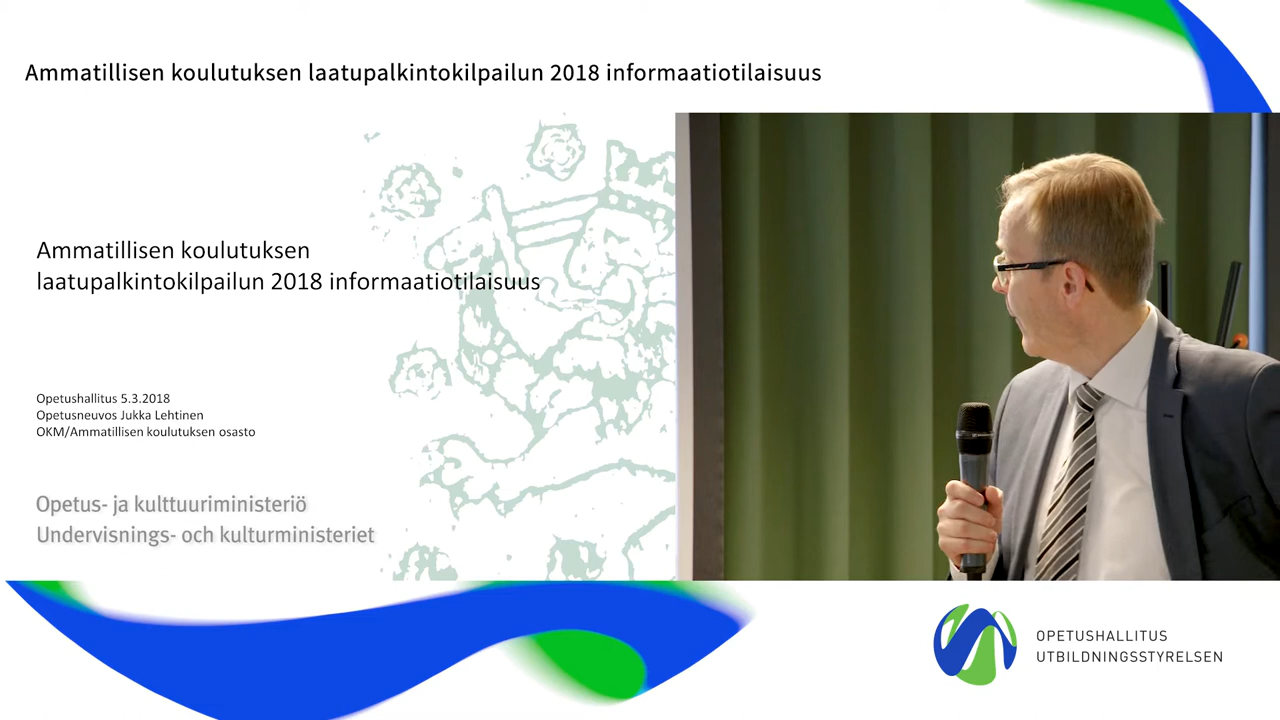 Ammatillisen koulutuksen laatupalkintokilpailun 2018 informaatiotilaisuus
Ammatillisen koulutuksen
laatupalkintokilpailun 2018 informaatiotilaisuus
Opetushallitus 5.3.2018
Opetusneuvos Jukka Lehtinen
OKM/Ammatillisen koulutuksen osasto
Opetus- ja kulttuuriministeriö
Undervisnings- och kulturministeriet
OPETUSHALLITUS
UTBILDNINGSSTYRELSEN